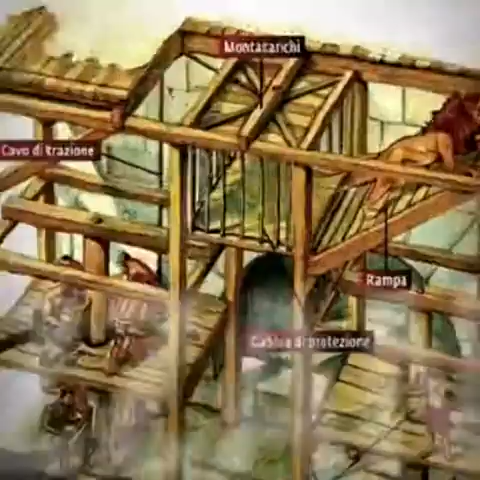 Montacarichi
Cavo di trazione
Rampa
Gabbia di protezione